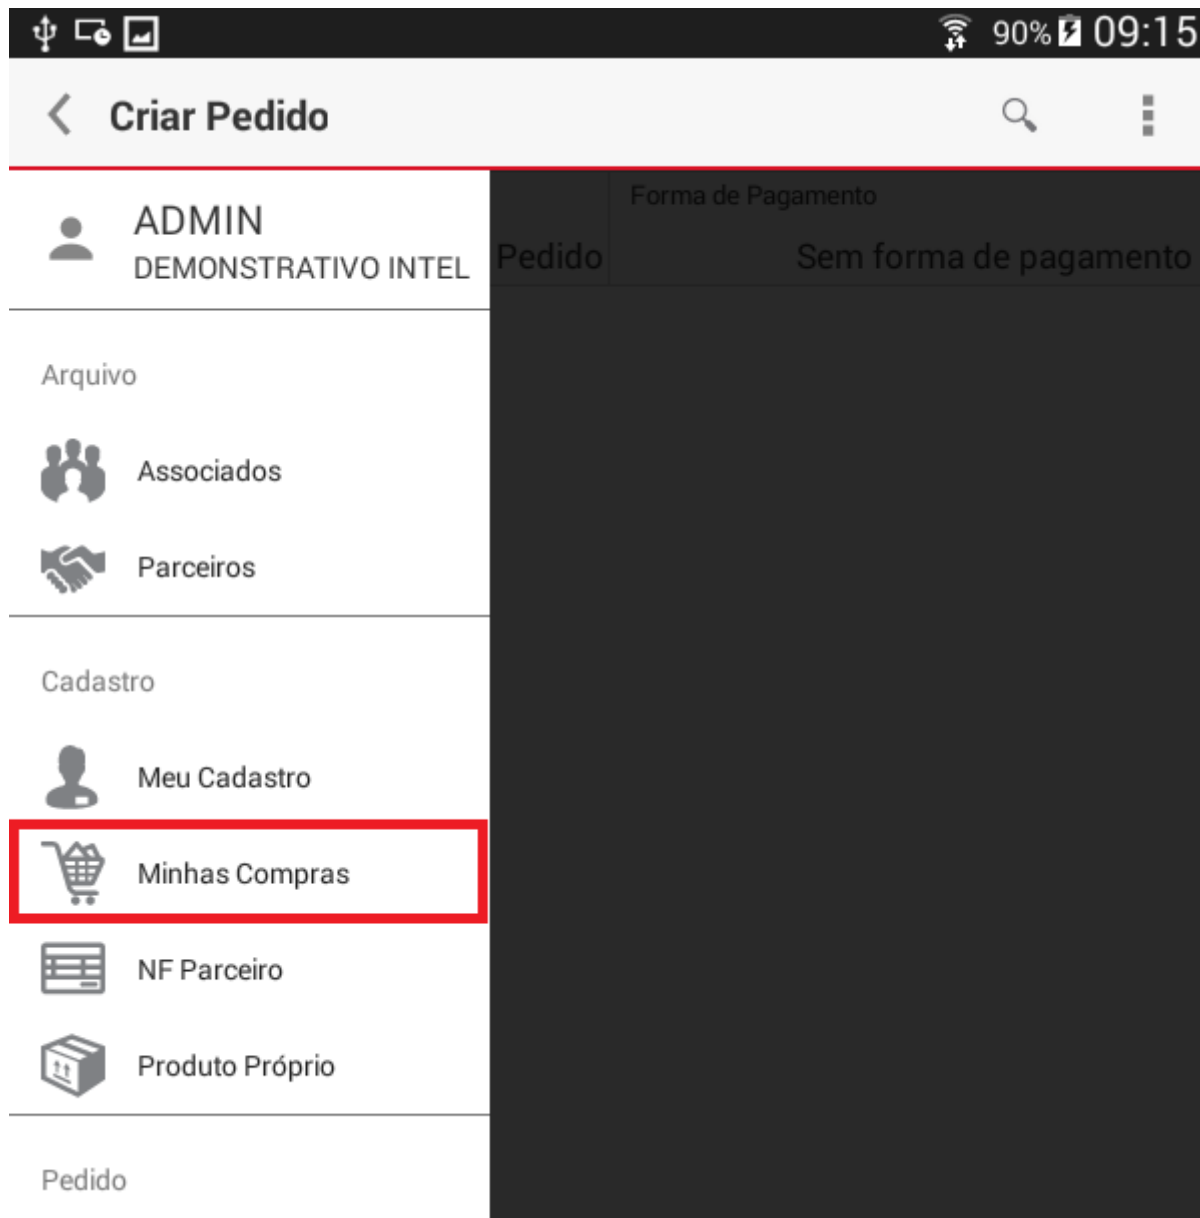 90% 09:15
Criar Pedido
ADMIN
DEMONSTRATIVO INTEL
Forma de Pagamento
Pedido
Sem forma de pagamento
Arquivo
Associados
Parceiros
Cadastro
Meu Cadastro
Minhas Compras
NF Parceiro
Produto Próprio
Pedido